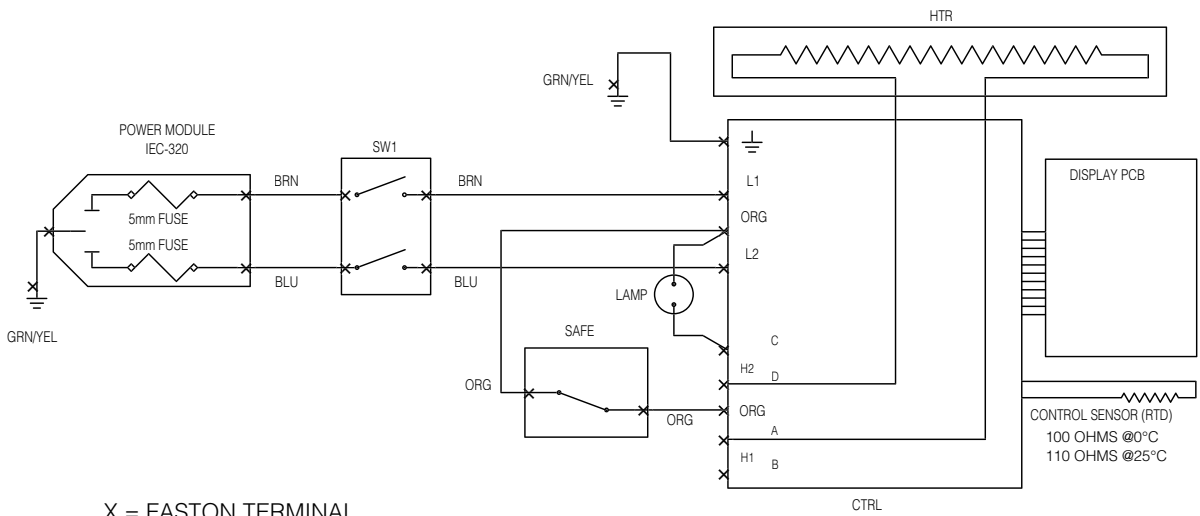 HTR
GRN/YEL
POWER MODULE
IEC-320
SW1
BRN
BRN
5mm FUSE
5mm FUSE
BLU
BLU
GRN/YEL
L1
ORG
L2
LAMP
SAFE
ORG
ORG
C
H2
D
ORG
A
H1
B
CTRL
DISPLAY PCB
CONTROL SENSOR (RTD)
100 OHMS @0°C
110 OHMS @25°C